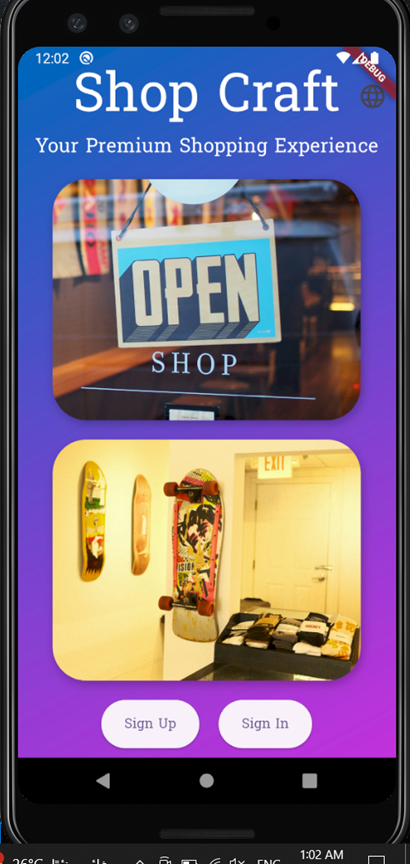 12:02
DEBUG
Shop Craft
Your Premium Shopping Experience
OPEN
SHOP
EXIT
VISION
Sign Up
Sign In
26°C
ENG
1:02 AM